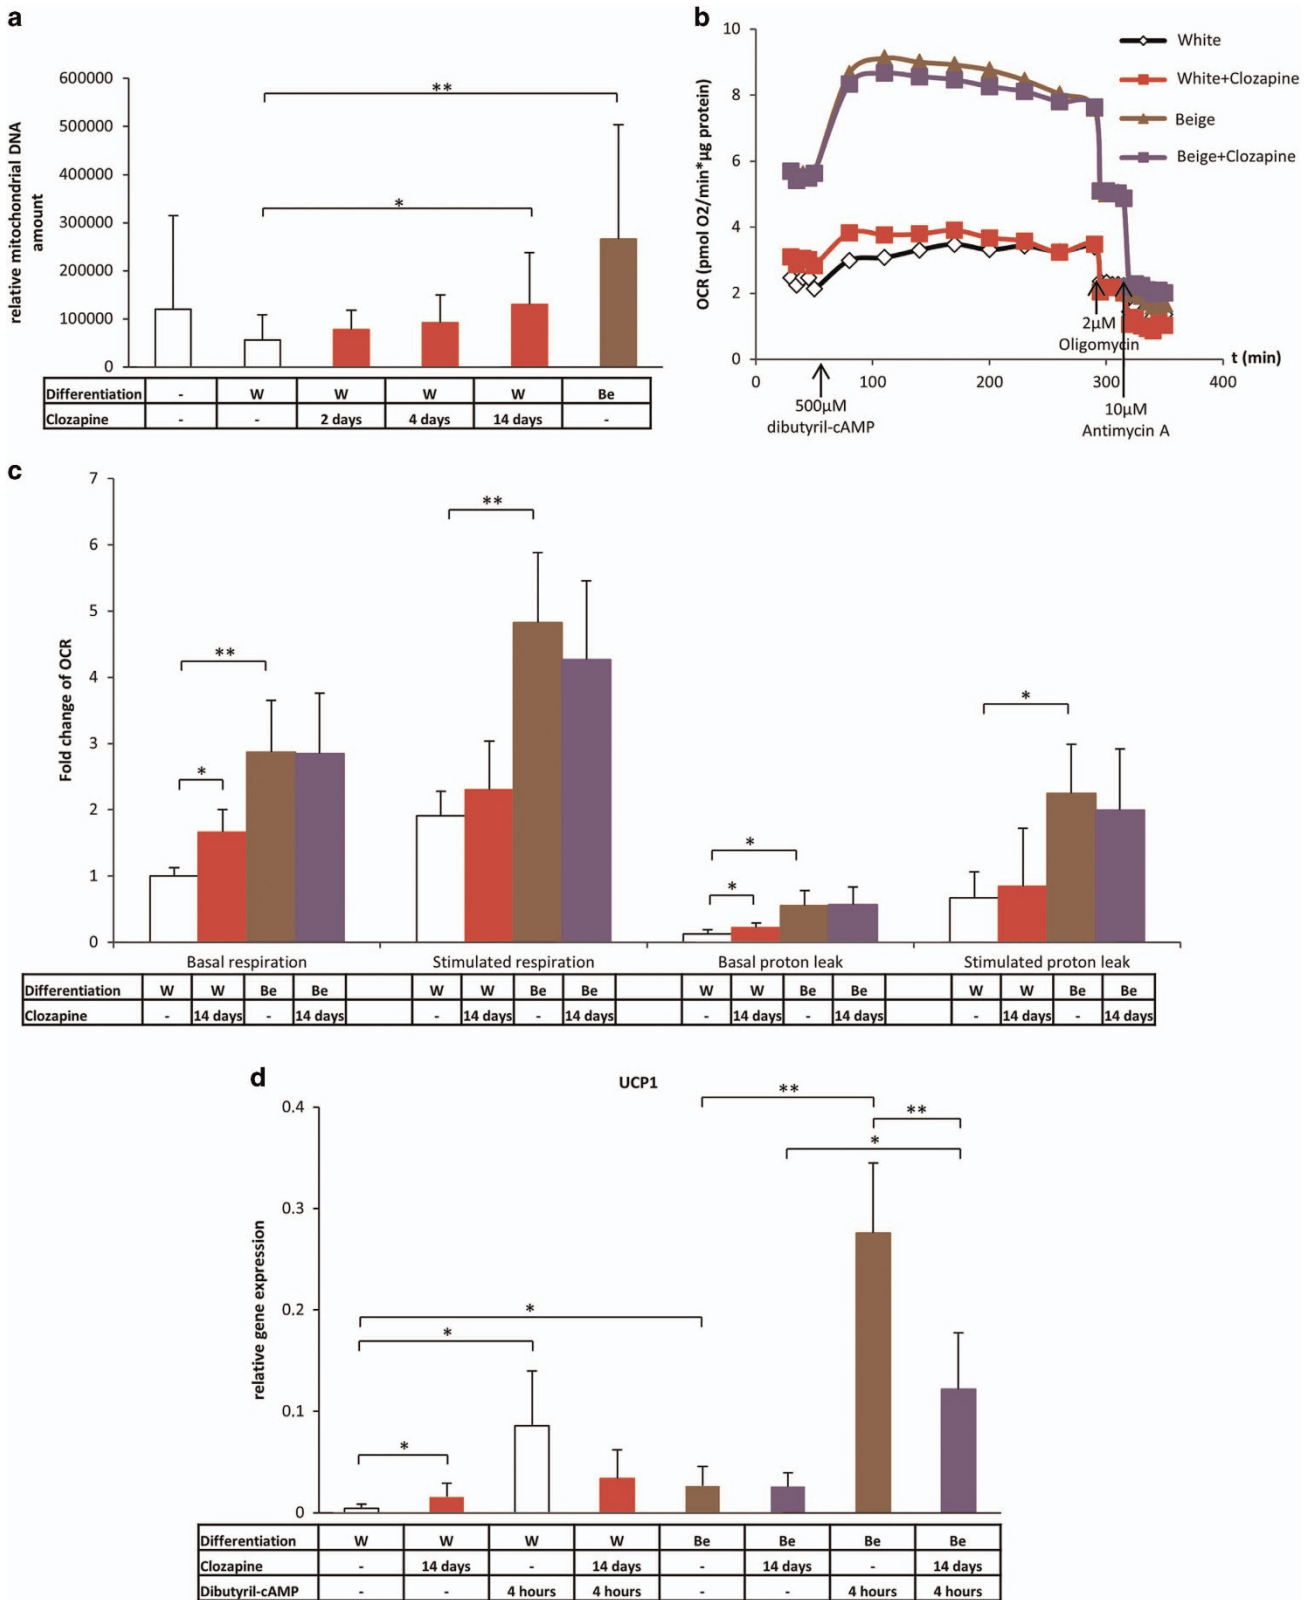 a
600000
500000
400000
300000
200000
100000
0
relative mitochondrial DNA
amount
**
*
Differentiation - W W W W Be
Clozapine - - 2 days 4 days 14 days -
b
10
8
6
4
2
0
OCR (pmol O2/min*µg protein)
White
White+Clozapine
Beige
Beige+Clozapine
0 100 200 300 400
t (min)
500µM
dibutyril-cAMP
2µM
Oligomycin
10µM
Antimycin A
c
7
6
5
4
3
2
1
0
Fold change of OCR
**
*
**
*
*
*
Basal respiration Stimulated respiration Basal proton leak Stimulated proton leak
Differentiation W W Be Be W W Be Be W W Be Be W W Be Be
Clozapine - 14 days - 14 days - 14 days - 14 days - 14 days - 14 days - 14 days - 14 days
d
UCP1
0.4
0.3
0.2
0.1
0
relative gene expression
**
**
*
*
*
*
Differentiation W W W W Be Be Be Be
Clozapine - 14 days - 14 days - 14 days - 14 days
Dibutyril-cAMP - - 4 hours 4 hours - - 4 hours 4 hours